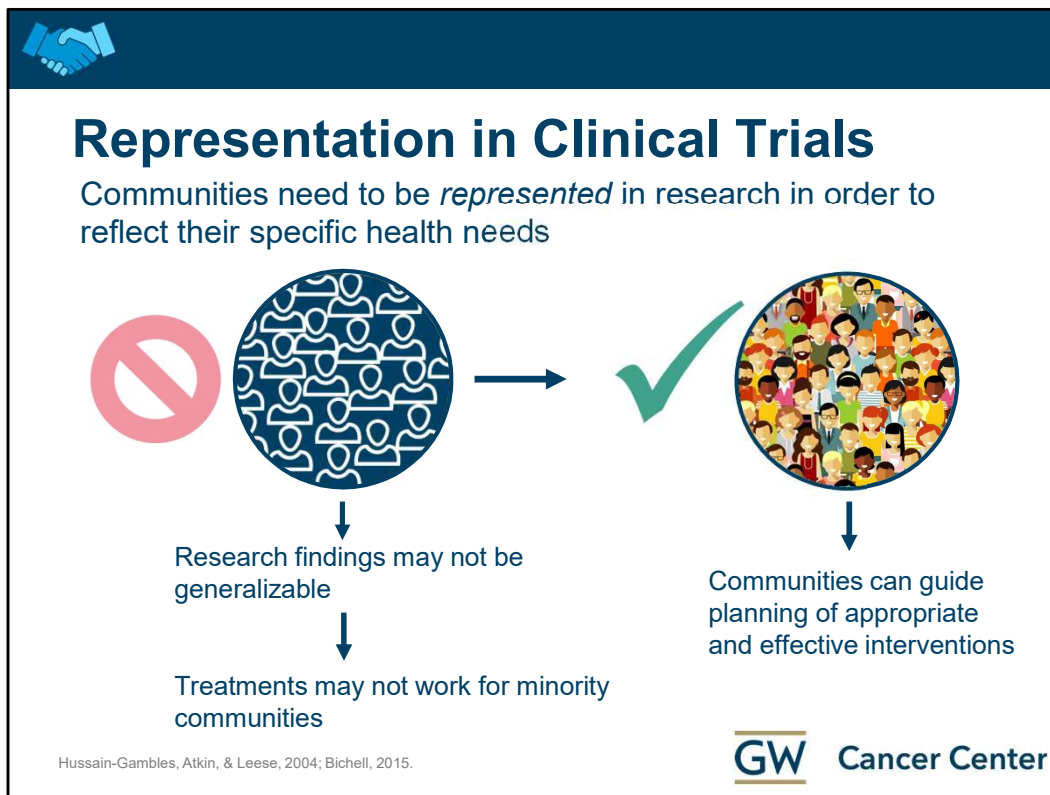 Representation in Clinical Trials
Communities need to be represented in research in order to
reflect their specific health needs
Research findings may not be
generalizable
Treatments may not work for minority
communities
Communities can guide
planning of appropriate
and effective interventions
Hussain-Gambles, Atkin, & Leese, 2004; Bichell, 2015.
GW Cancer Center